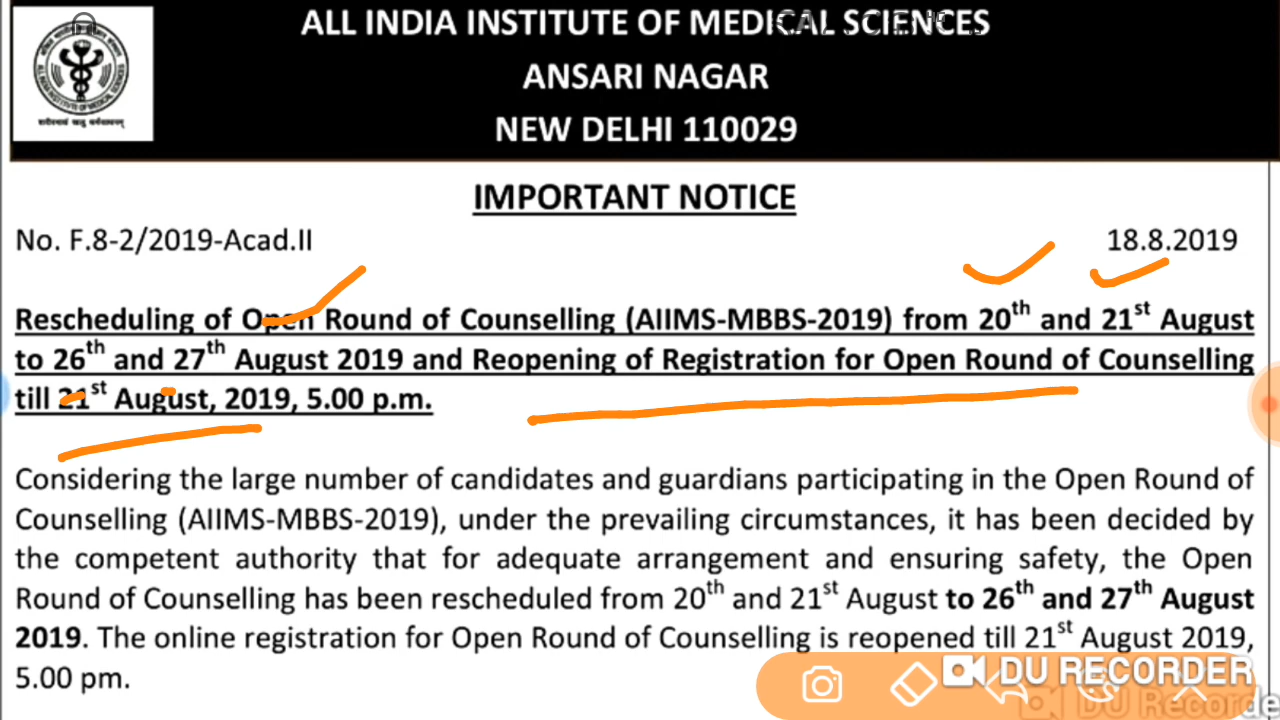 ALL INDIA INSTITUTE OF MEDICAL SCIENCES
ANSARI NAGAR
NEW DELHI 110029
IMPORTANT NOTICE
No. F.8-2/2019-Acad.II 18.8.2019
Rescheduling of Open Round of Counselling (AIIMS-MBBS-2019) from 20th and 21st August
to 26th and 27th August 2019 and Reopening of Registration for Open Round of Counselling
till 21st August, 2019, 5.00 p.m.
Considering the large number of candidates and guardians participating in the Open Round of
Counselling (AIIMS-MBBS-2019), under the prevailing circumstances, it has been decided by
the competent authority that for adequate arrangement and ensuring safety, the Open
Round of Counselling has been rescheduled from 20th and 21st August to 26th and 27th August
2019. The online registration for Open Round of Counselling is reopened till 21st August 2019,
5.00 pm.
DU RECORDER